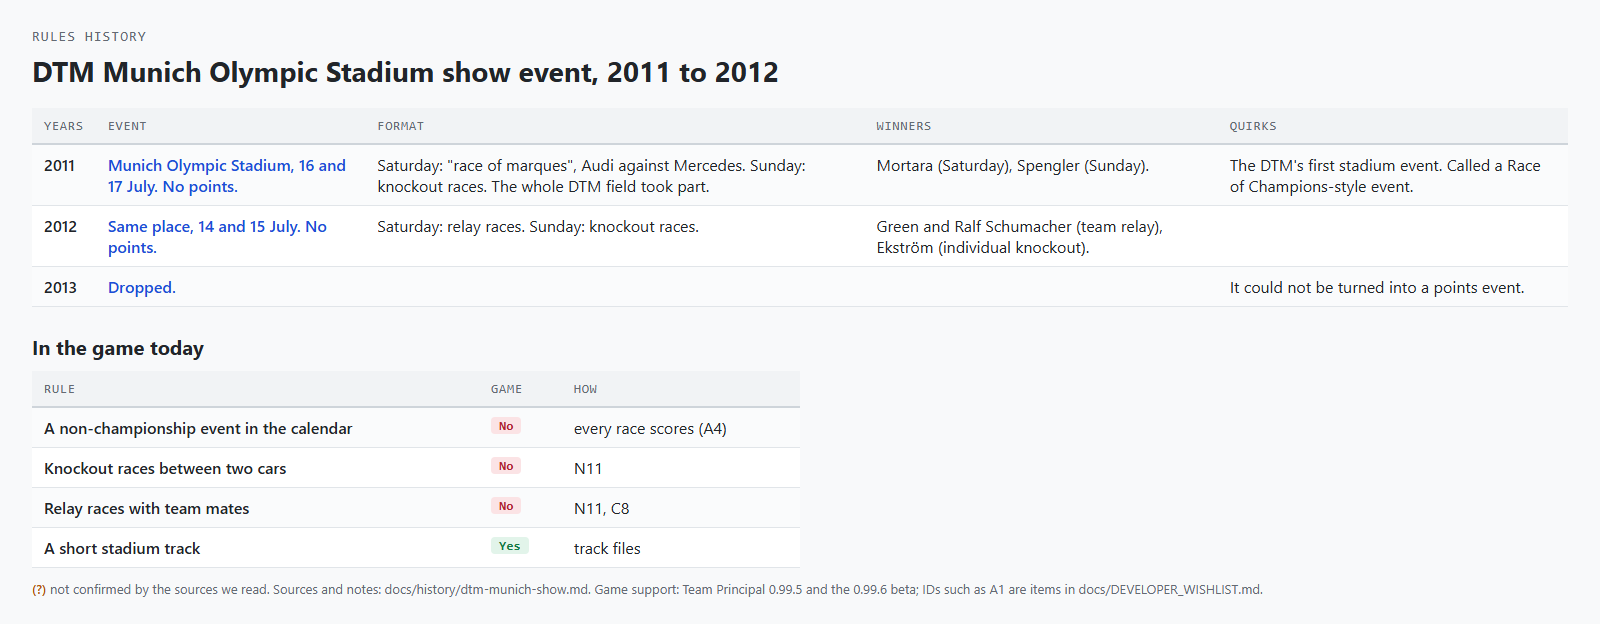 RULES HISTORY
DTM Munich Olympic Stadium show event, 2011 to 2012
YEARS EVENT FORMAT WINNERS QUIRKS
2011 Munich Olympic Stadium, 16 and Saturday: "race of marques", Audi against Mercedes. Sunday: Mortara (Saturday), Spengler (Sunday). The DTM's first stadium event. Called a Race
17 July. No points. knockout races. The whole DTM field took part. of Champions-style event.
2012 Same place, 14 and 15 July. No Saturday: relay races. Sunday: knockout races. Green and Ralf Schumacher (team relay),
points. Ekström (individual knockout).
2013 Dropped. It could not be turned into a points event.
In the game today
RULE GAME HOW
A non-championship event in the calendar No every race scores (A4)
Knockout races between two cars No N11
Relay races with team mates No N11, C8
A short stadium track Yes track files
(?) not confirmed by the sources we read. Sources and notes: docs/history/dtm-munich-show.md. Game support: Team Principal 0.99.5 and the 0.99.6 beta; IDs such as A1 are items in docs/DEVELOPER_WISHLIST.md.